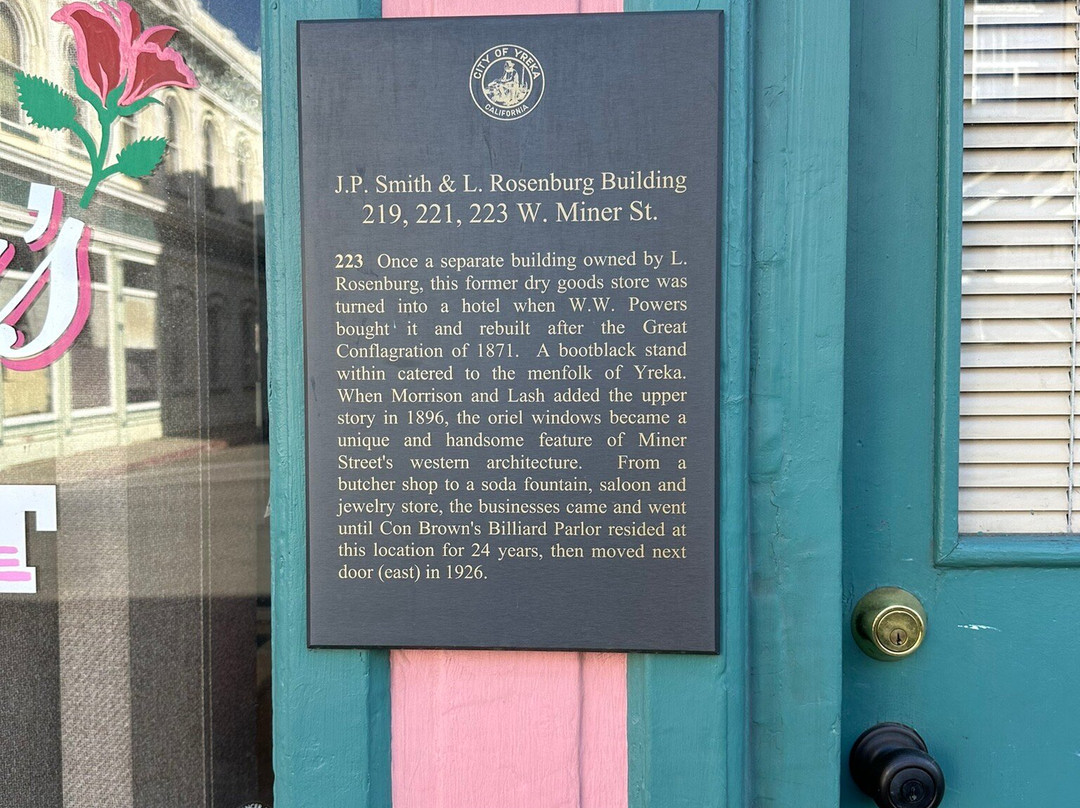 CITY OF YREKA
CALIFORNIA
J.P. Smith & L. Rosenburg Building
219, 221, 223 W. Miner St.
223 Once a separate building owned by L.
Rosenburg, this former dry goods store was
turned into a hotel when W.W. Powers
bought it and rebuilt after the Great
Conflagration of 1871. A bootblack stand
within catered to the menfolk of Yreka.
When Morrison and Lash added the upper
story in 1896, the oriel windows became a
unique and handsome feature of Miner
Street's western architecture. From a
butcher shop to a soda fountain, saloon and
jewelry store, the businesses came and went
until Con Brown's Billiard Parlor resided at
this location for 24 years, then moved next
door (east) in 1926.
's
T